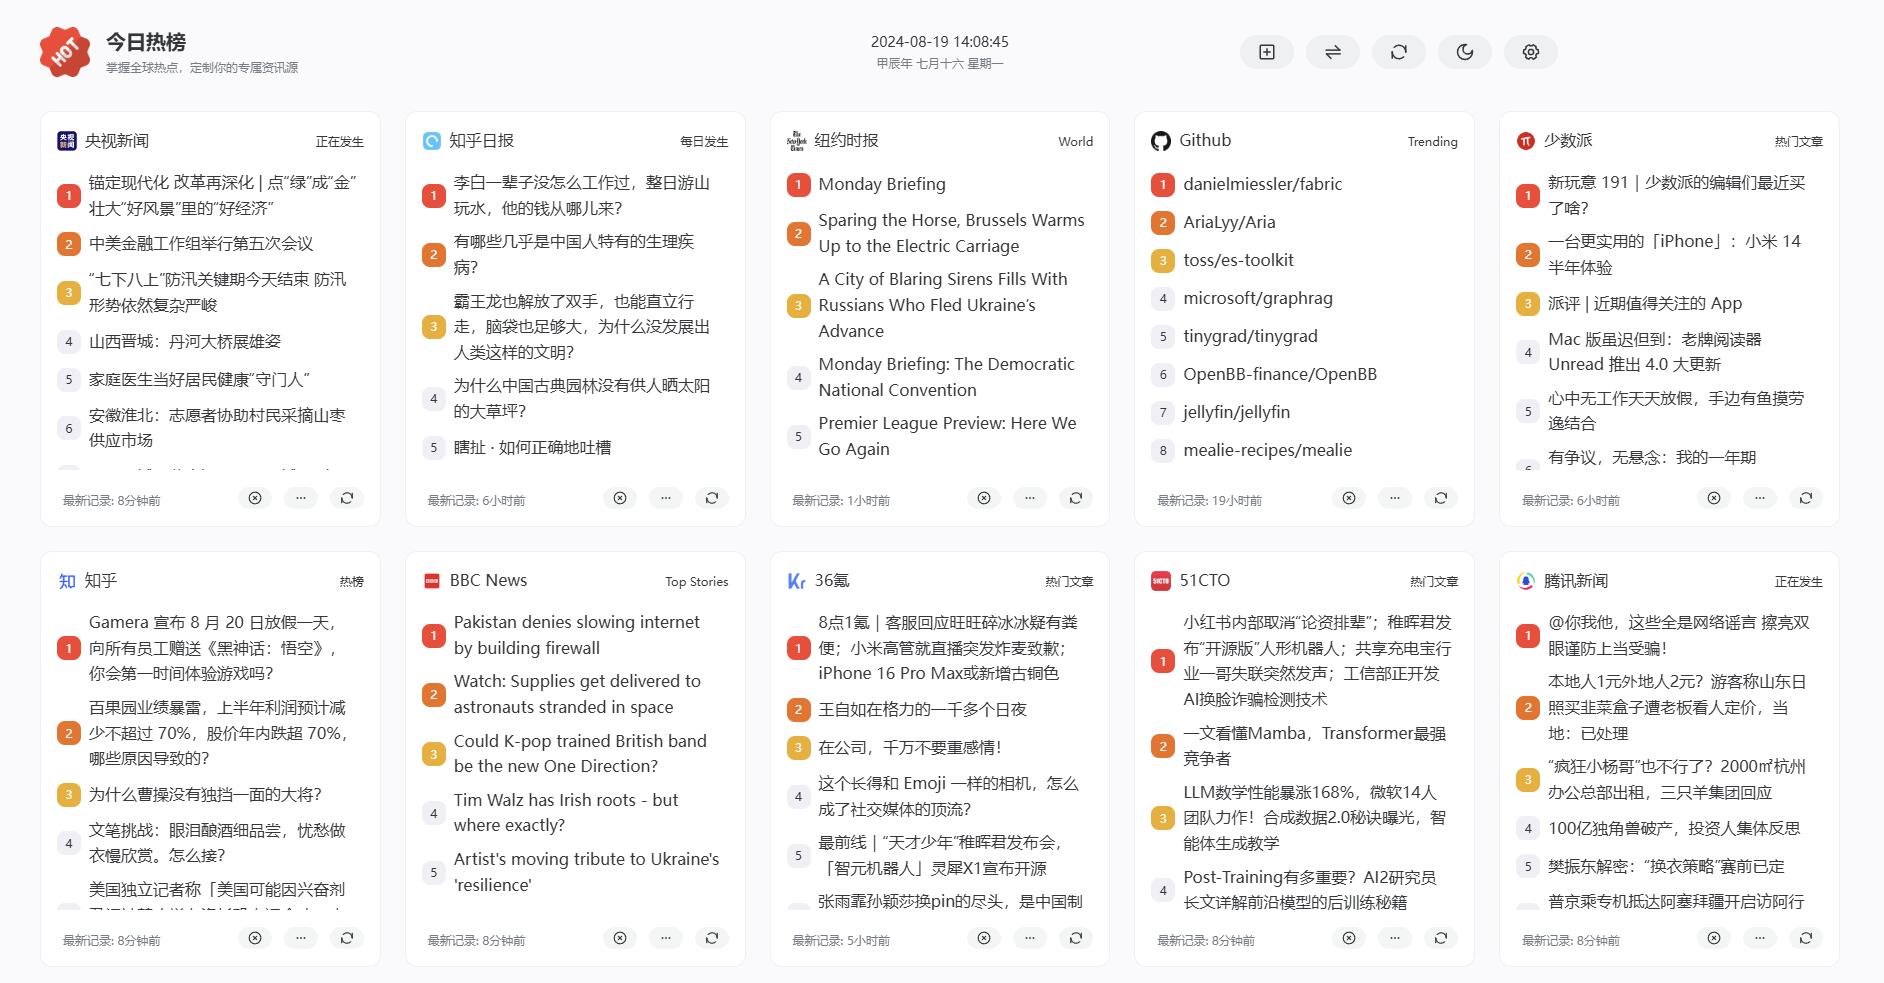 HOT
今日热榜
掌握全球热点，定制你的专属资讯源
2024-08-19 14:08:45
甲辰年 七月十六 星期一
央视新闻
正在发生
1
锚定现代化 改革再深化 | 点“绿”成“金”
壮大“好风景”里的“好经济”
2
中美金融工作组举行第五次会议
3
“七下八上”防汛关键期今天结束 防汛
形势依然复杂严峻
4
山西晋城：丹河大桥展雄姿
5
家庭医生当好居民健康“守门人”
6
安徽淮北：志愿者协助村民采摘山枣
供应市场
最新记录: 8分钟前
知乎日报
每日发生
1
李白一辈子没怎么工作过，整日游山
玩水，他的钱从哪儿来？
2
有哪些几乎是中国人特有的生理疾
病？
3
霸王龙也解放了双手，也能直立行
走，脑袋也足够大，为什么没发展出
人类这样的文明？
4
为什么中国古典园林没有供人晒太阳
的大草坪？
5
瞎扯 · 如何正确地吐槽
最新记录: 6小时前
The New York Times
纽约时报
World
1
Monday Briefing
2
Sparing the Horse, Brussels Warms
Up to the Electric Carriage
3
A City of Blaring Sirens Fills With
Russians Who Fled Ukraine’s
Advance
4
Monday Briefing: The Democratic
National Convention
5
Premier League Preview: Here We
Go Again
最新记录: 1小时前
Github
Trending
1
danielmiessler/fabric
2
AriaLyy/Aria
3
toss/es-toolkit
4
microsoft/graphrag
5
tinygrad/tinygrad
6
OpenBB-finance/OpenBB
7
jellyfin/jellyfin
8
mealie-recipes/mealie
最新记录: 19小时前
少数派
热门文章
1
新玩意 191｜少数派的编辑们最近买
了啥？
2
一台更实用的「iPhone」：小米 14
半年体验
3
派评 | 近期值得关注的 App
4
Mac 版虽迟但到：老牌阅读器
Unread 推出 4.0 大更新
5
心中无工作天天放假，手边有鱼摸劳
逸结合
6
有争议，无悬念：我的一年期
最新记录: 6小时前
知
知乎
热榜
1
Gamera 宣布 8 月 20 日放假一天，
向所有员工赠送《黑神话：悟空》，
你会第一时间体验游戏吗？
2
百果园业绩暴雷，上半年利润预计减
少不超过 70%，股价年内跌超 70%，
哪些原因导致的？
3
为什么曹操没有独挡一面的大将？
4
文笔挑战：眼泪酿酒细品尝，忧愁做
衣慢欣赏。怎么接？
美国独立记者称「美国可能因兴奋剂
最新记录: 8分钟前
BBC News
Top Stories
1
Pakistan denies slowing internet
by building firewall
2
Watch: Supplies get delivered to
astronauts stranded in space
3
Could K-pop trained British band
be the new One Direction?
4
Tim Walz has Irish roots - but
where exactly?
5
Artist's moving tribute to Ukraine's
'resilience'
最新记录: 8分钟前
Kr
36氪
热门文章
1
8点1氪｜客服回应旺旺碎冰冰疑有粪
便；小米高管就直播突发炸麦致歉；
iPhone 16 Pro Max或新增古铜色
2
王自如在格力的一千多个日夜
3
在公司，千万不要重感情！
4
这个长得和 Emoji 一样的相机，怎么
成了社交媒体的顶流？
5
最前线｜“天才少年”稚晖君发布会，
「智元机器人」灵犀X1宣布开源
张雨霏孙颖莎换pin的尽头，是中国制
最新记录: 5小时前
51CTO
51CTO
热门文章
1
小红书内部取消“论资排辈”；稚晖君发
布“开源版”人形机器人；共享充电宝行
业一哥失联突然发声；工信部正开发
AI换脸诈骗检测技术
2
一文看懂Mamba，Transformer最强
竞争者
3
LLM数学性能暴涨168%，微软14人
团队力作！合成数据2.0秘诀曝光，智
能体生成教学
4
Post-Training有多重要？AI2研究员
长文详解前沿模型的后训练秘籍
最新记录: 8分钟前
腾讯新闻
正在发生
1
@你我他，这些全是网络谣言 擦亮双
眼谨防上当受骗！
2
本地人1元外地人2元？游客称山东日
照买韭菜盒子遭老板看人定价，当
地：已处理
3
“疯狂小杨哥”也不行了？2000㎡杭州
办公总部出租，三只羊集团回应
4
100亿独角兽破产，投资人集体反思
5
樊振东解密：“换衣策略”赛前已定
普京乘专机抵达阿塞拜疆开启访阿行
最新记录: 8分钟前